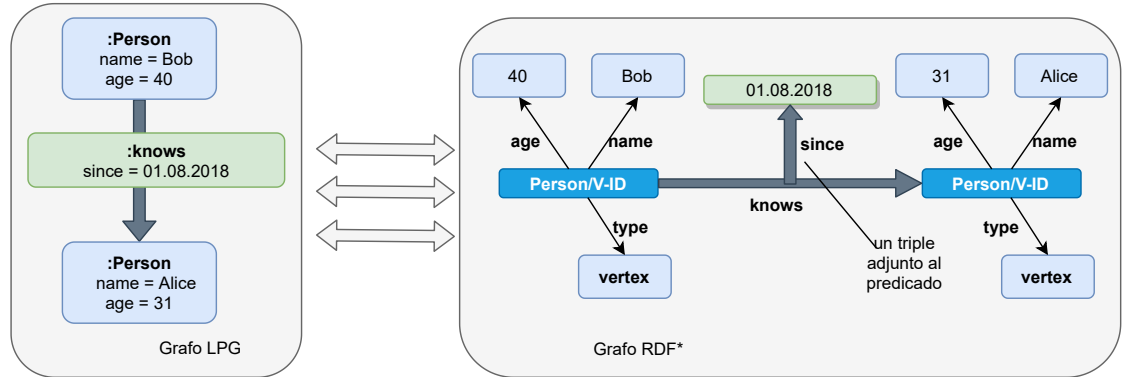 :Person
name = Bob
age = 40
:knows
since = 01.08.2018
:Person
name = Alice
age = 31
Grafo LPG
40
Bob
01.08.2018
31
Alice
age
name
since
age
name
Person/V-ID
knows
Person/V-ID
type
type
un triple
adjunto al
predicado
vertex
vertex
Grafo RDF*